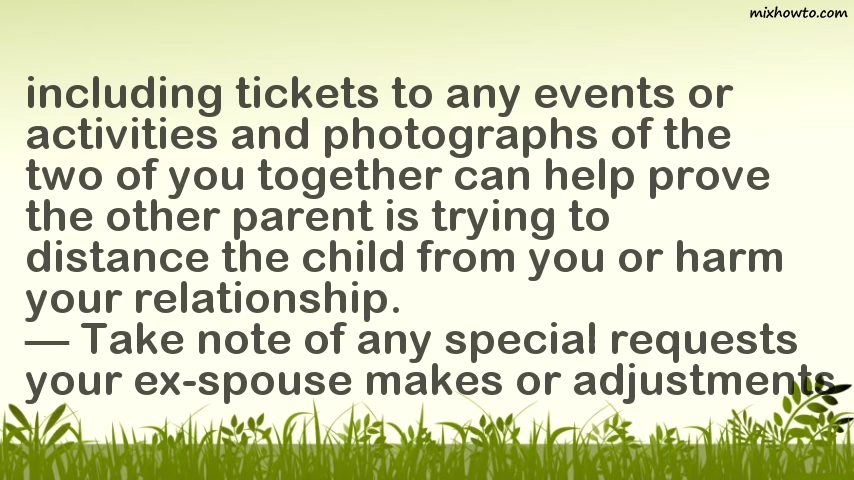 mixhowto.com
including tickets to any events or
activities and photographs of the
two of you together can help prove
the other parent is trying to
distance the child from you or harm
your relationship.
— Take note of any special requests
your ex-spouse makes or adjustments